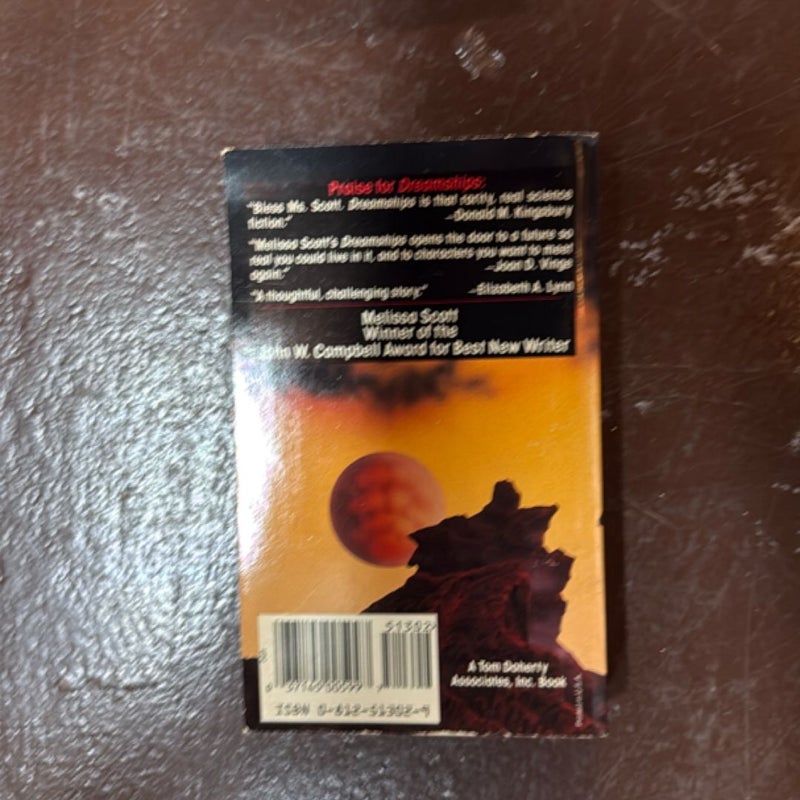 Praise for Dreamships:
"Bless Ms. Scott. Dreamships is that rarity, real science
fiction." —Donald M. Kingsbury
"Melissa Scott's Dreamships opens the door to a future so
real you could live in it, and to characters you want to meet
again." —Joan D. Vinge
"A thoughtful, challenging story." —Elizabeth A. Lynn
Melissa Scott
Winner of the
John W. Campbell Award for Best New Writer
51302
ISBN 0-812-51302-9
A Tom Doherty
Associates, Inc. Book